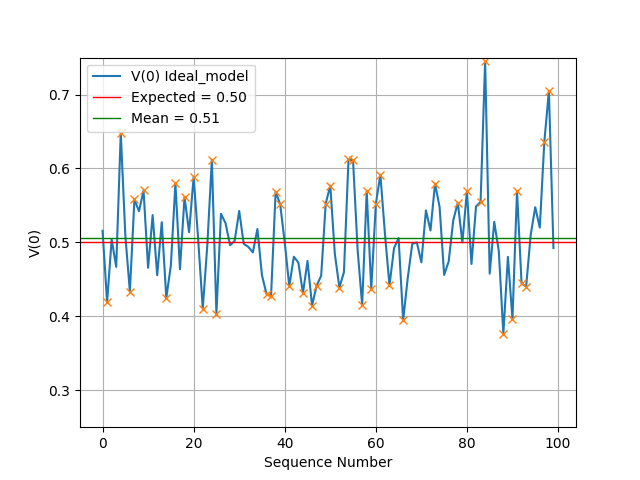 V(0) Ideal_model
Expected = 0.50
Mean = 0.51
0.7
0.6
0.5
0.4
0.3
V(0)
0
20
40
60
80
100
Sequence Number